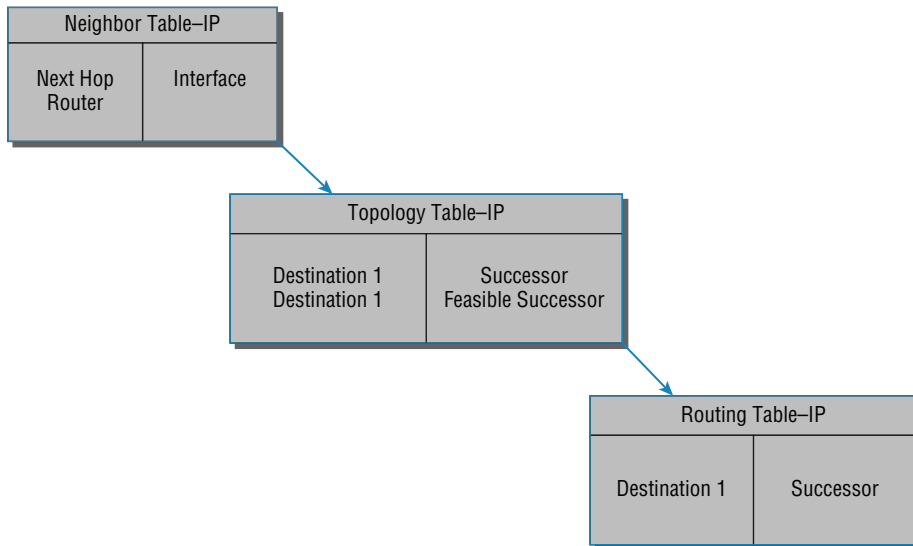 Neighbor Table–IP
Next Hop
Router
Interface
Topology Table–IP
Destination 1
Destination 1
Successor
Feasible Successor
Routing Table–IP
Destination 1
Successor